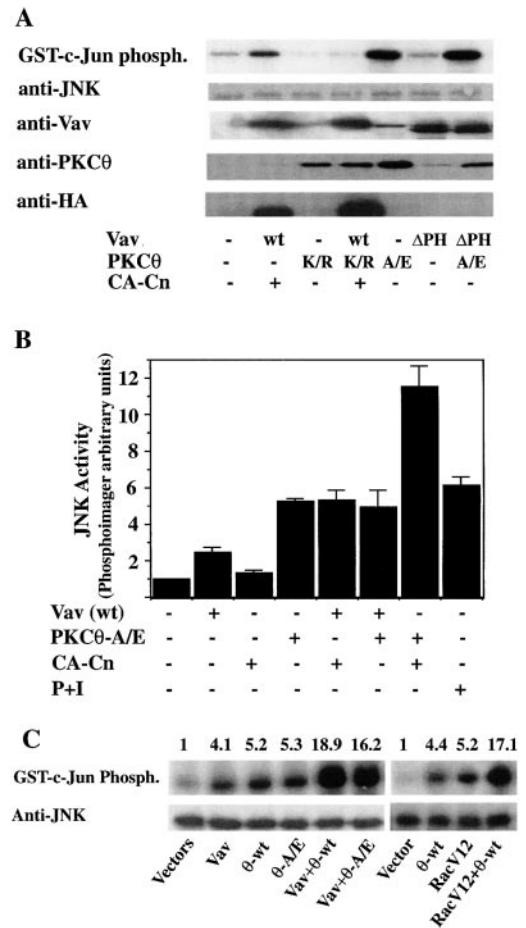 A
GST-c-Jun phosph.
anti-JNK
anti-Vav
anti-PKCθ
anti-HA
Vav - wt - wt - ΔPH ΔPH
PKCθ - - K/R K/R A/E - A/E
CA-Cn - + - + - - -
B
JNK Activity
(Phosphoimager arbitrary units)
12
10
8
6
4
2
Vav (wt) - + - - + + - -
PKCθ-A/E - - - + - + + -
CA-Cn - - + - + - + -
P+I - - - - - - - +
C
1 4.1 5.2 5.3 18.9 16.2 1 4.4 5.2 17.1
GST-c-Jun Phosph.
Anti-JNK
Vectors Vav θ-wt θ-A/E Vav+θ-wt Vav+θ-A/E Vector θ-wt RacV12 RacV12+θ-wt